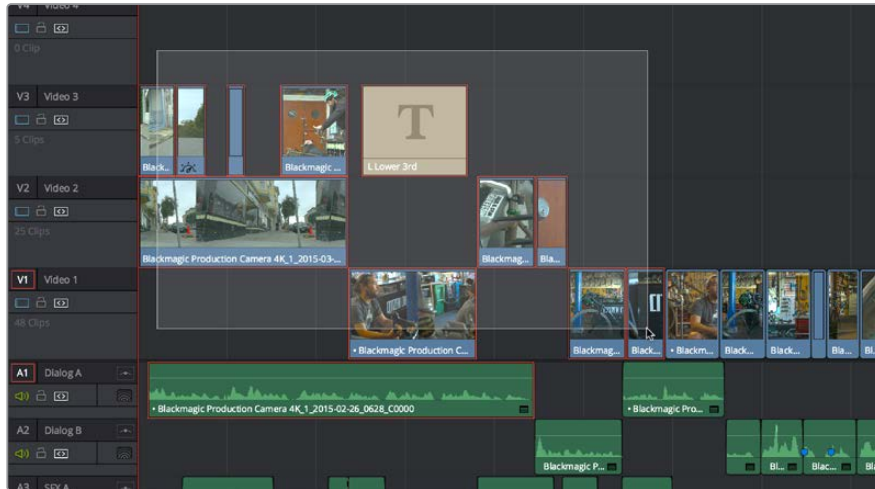 V4 Video 4
0 Clip
V3 Video 3
5 Clips
Black...
Blackmagic ...
T
L Lower 3rd
V2 Video 2
25 Clips
Blackmagic Production Camera 4K_1_2015-03-...
Blackmag...
Bla...
V1 Video 1
48 Clips
• Blackmagic Production C...
Blackmag...
Black...
• Blackm...
Black...
Black...
Bla...
Bl...
A1 Dialog A
• Blackmagic Production Camera 4K_1_2015-02-26_0628_C0000
• Blackmagic Pro...
A2 Dialog B
Blackmagic P...
Bl...
Blac...
Bla
A3 SFX A